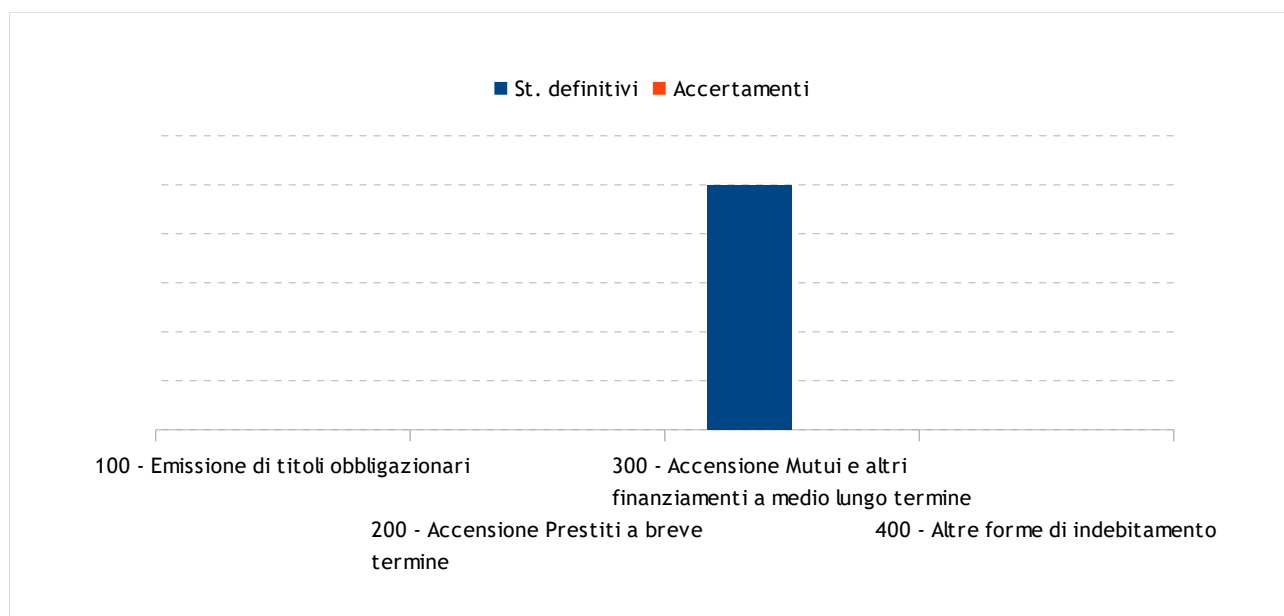 St. definitivi Accertamenti
100 - Emissione di titoli obbligazionari
300 - Accensione Mutui e altri
finanziamenti a medio lungo termine
200 - Accensione Prestiti a breve
termine
400 - Altre forme di indebitamento